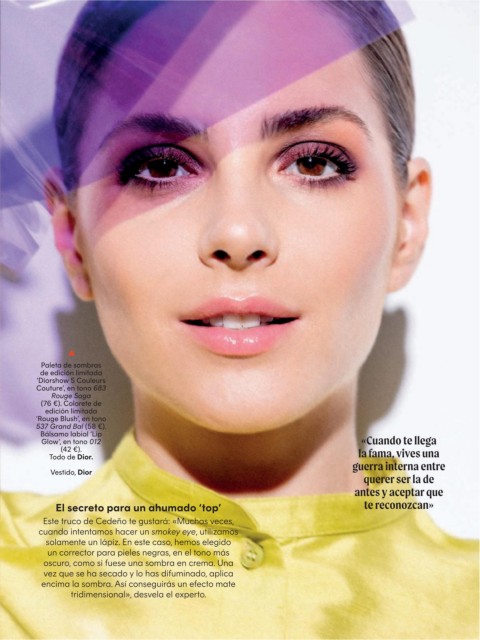 Paleta de sombras
de edición limitada
‘Diorshow 5 Couleurs
Couture’, en tono 683
Rouge Saga
(76 €). Colorete de
edición limitada
‘Rouge Blush’, en tono
537 Grand Bal (58 €).
Bálsamo labial ‘Lip
Glow’, en tono 012
(42 €).
Todo de Dior.
Vestido, Dior
«Cuando te llega
la fama, vives una
guerra interna entre
querer ser la de
antes y aceptar que
te reconozcan»
El secreto para un ahumado ‘top’
Este truco de Cedeño te gustará: «Muchas veces,
cuando intentamos hacer un smokey eye, utilizamos
solamente un lápiz. En este caso, hemos elegido
un corrector para pieles negras, en el tono más
oscuro, como si fuese una sombra en crema. Una
vez que se ha secado y lo has difuminado, aplica
encima la sombra. Así conseguirás un efecto mate
tridimensional», desvela el experto.